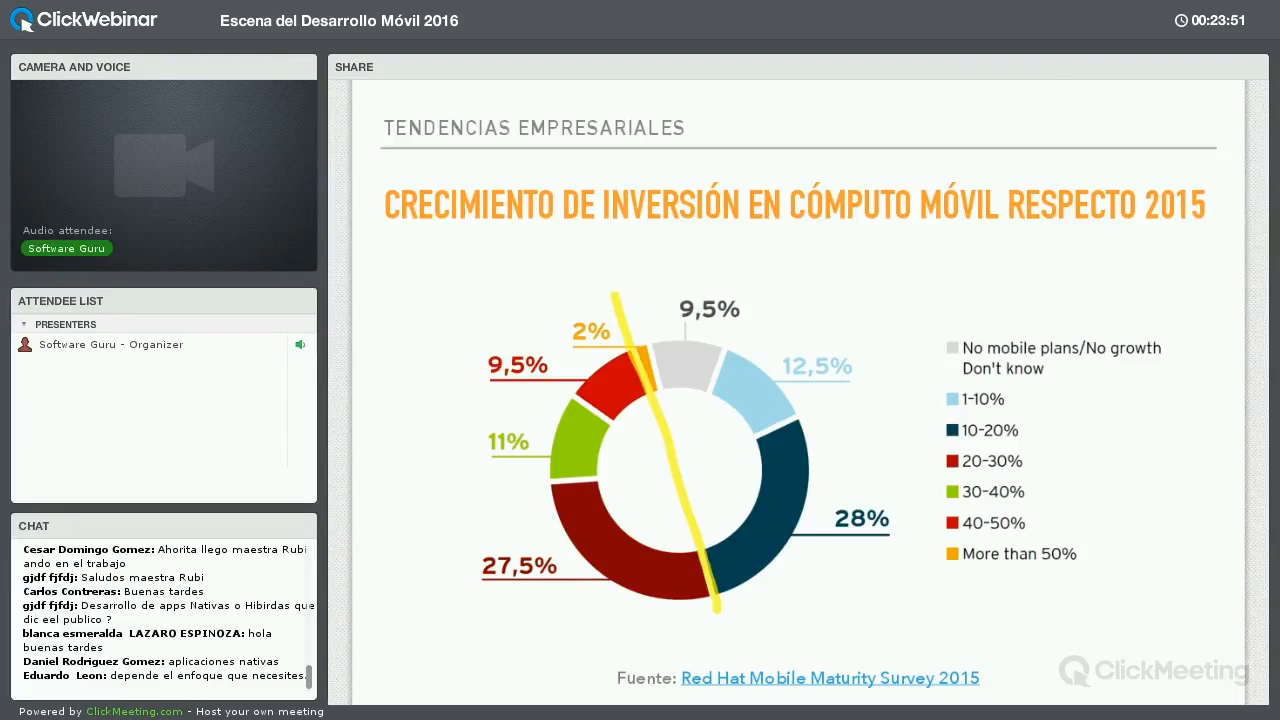 ClickWebinar
Escena del Desarrollo Móvil 2016
00:23:51
CAMERA AND VOICE
Audio attendee:
Software Guru
ATTENDEE LIST
PRESENTERS
Software Guru - Organizer
CHAT
Cesar Domingo Gomez: Ahorita llego maestra Rubi
ando en el trabajo
gjdf fjfdj: Saludos maestra Rubi
Carlos Contreras: buenas tardes
gjdf fjfdj: Desarrollo de apps Nativas o Hibirdas que
dic eel publico ?
blanca esmeralda LAZARO ESPINOZA: hola
buenas tardes
Daniel Rodriguez Gomez: aplicaciones nativas
Eduardo Leon: depende el enfoque que necesites.
Powered by ClickMeeting.com - Host your own meeting
SHARE
TENDENCIAS EMPRESARIALES
CRECIMIENTO DE INVERSIÓN EN CÓMPUTO MÓVIL RESPECTO 2015
9,5%
2%
12,5%
9,5%
11%
28%
27,5%
No mobile plans/No growth
Don't know
1-10%
10-20%
20-30%
30-40%
40-50%
More than 50%
Fuente: Red Hat Mobile Maturity Survey 2015
ClickMeeting